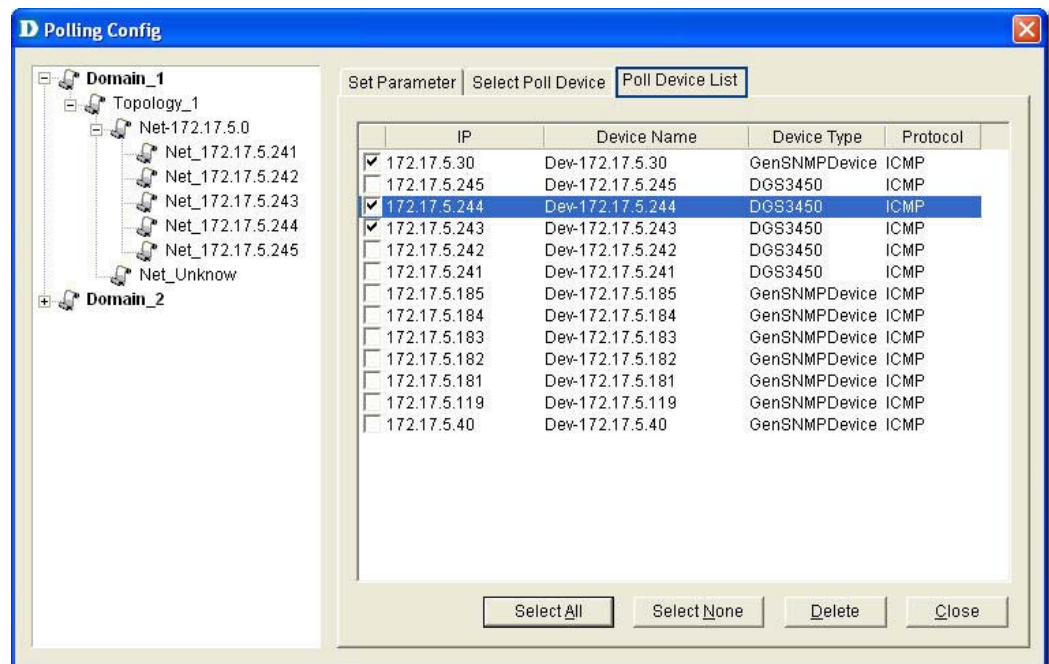 D Polling Config
Domain_1
Topology_1
Net-172.17.5.0
Net_172.17.5.241
Net_172.17.5.242
Net_172.17.5.243
Net_172.17.5.244
Net_172.17.5.245
Net_Unknow
Domain_2
Set Parameter Select Poll Device Poll Device List
IP Device Name Device Type Protocol
172.17.5.30 Dev-172.17.5.30 GenSNMPDevice ICMP
172.17.5.245 Dev-172.17.5.245 DGS3450 ICMP
172.17.5.244 Dev-172.17.5.244 DGS3450 ICMP
172.17.5.243 Dev-172.17.5.243 DGS3450 ICMP
172.17.5.242 Dev-172.17.5.242 DGS3450 ICMP
172.17.5.241 Dev-172.17.5.241 DGS3450 ICMP
172.17.5.185 Dev-172.17.5.185 GenSNMPDevice ICMP
172.17.5.184 Dev-172.17.5.184 GenSNMPDevice ICMP
172.17.5.183 Dev-172.17.5.183 GenSNMPDevice ICMP
172.17.5.182 Dev-172.17.5.182 GenSNMPDevice ICMP
172.17.5.181 Dev-172.17.5.181 GenSNMPDevice ICMP
172.17.5.119 Dev-172.17.5.119 GenSNMPDevice ICMP
172.17.5.40 Dev-172.17.5.40 GenSNMPDevice ICMP
Select All Select None Delete Close